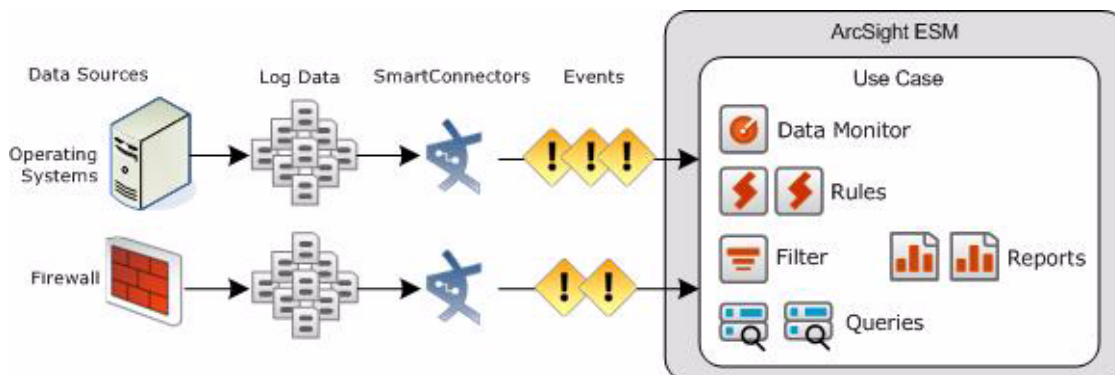 ArcSight ESM
Data Sources
Log Data
SmartConnectors
Events
Use Case
Operating
Systems
Data Monitor
Rules
Firewall
Filter
Reports
Queries